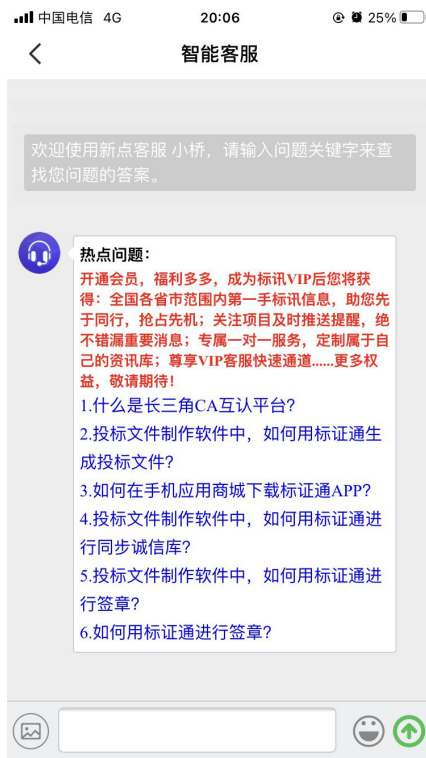 中国电信 4G 20:06 25%
智能客服
欢迎使用新点客服 小桥，请输入问题关键字来查
找您问题的答案。
热点问题：
开通会员，福利多多，成为标讯VIP后您将获
得：全国各省市范围内第一手标讯信息，助您先
于同行，抢占先机；关注项目及时推送提醒，绝
不错漏重要消息；专属一对一服务，定制属于自
己的资讯库；尊享VIP客服快速通道......更多权
益，敬请期待！
1.什么是长三角CA互认平台？
2.投标文件制作软件中，如何用标证通生
成投标文件？
3.如何在手机应用商城下载标证通APP？
4.投标文件制作软件中，如何用标证通进
行同步诚信库？
5.投标文件制作软件中，如何用标证通进
行签章？
6.如何用标证通进行签章？